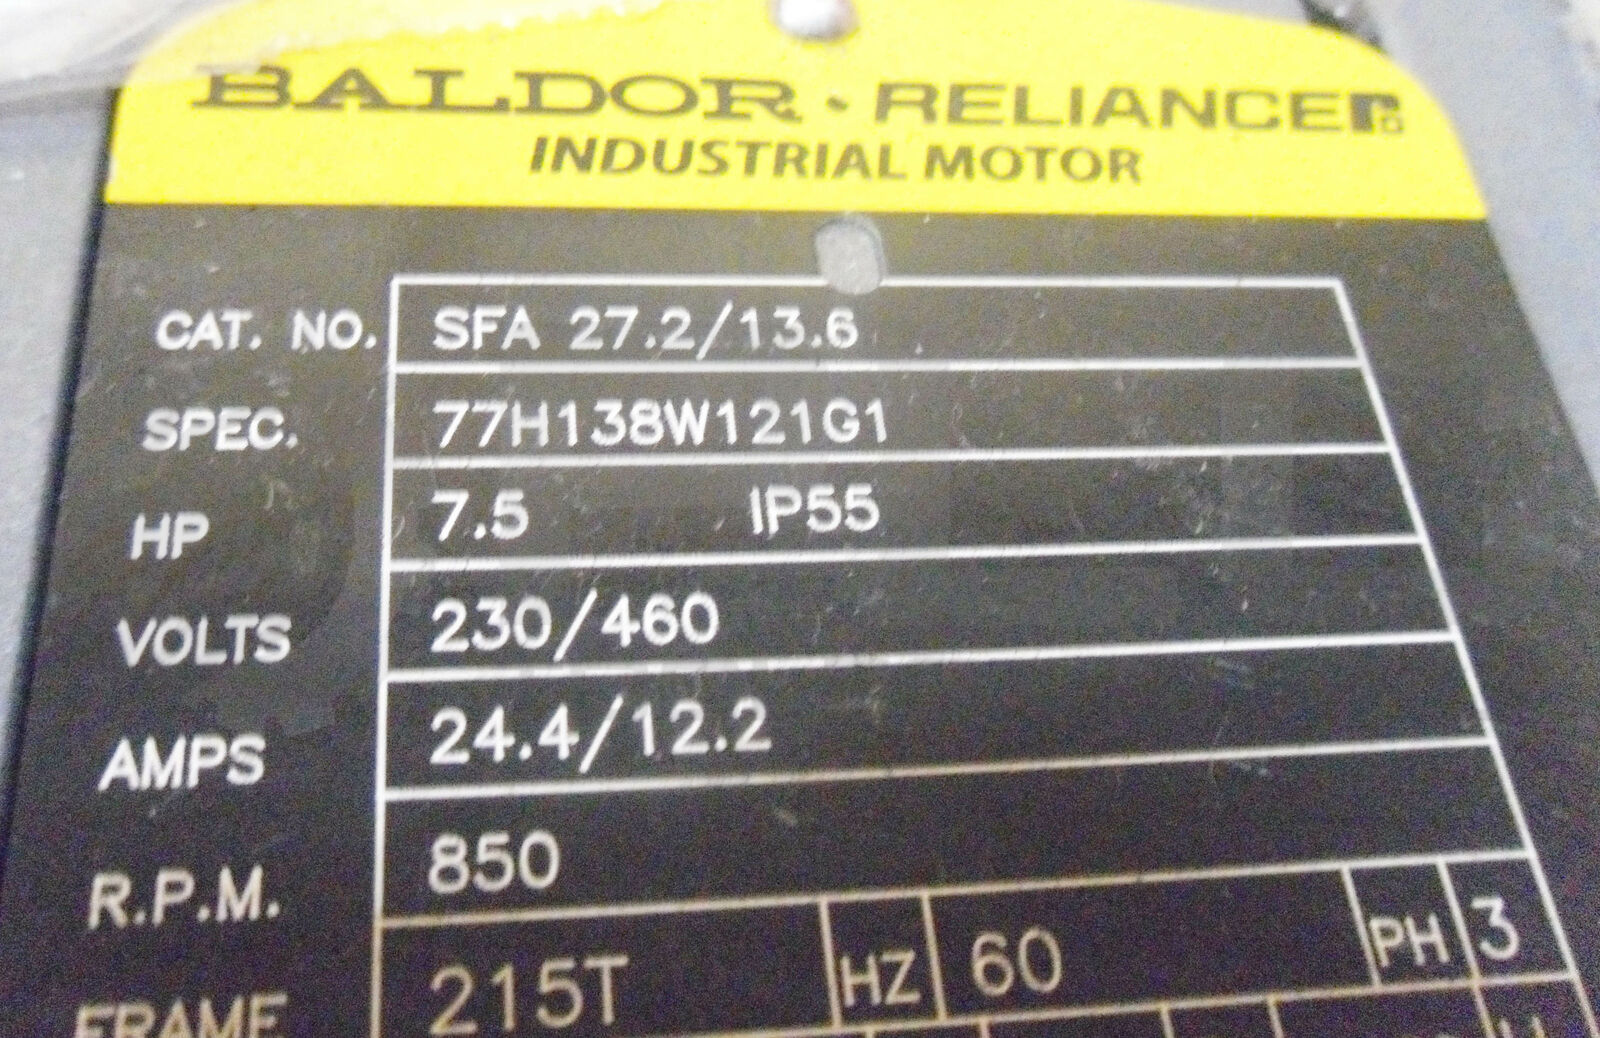 BALDOR · RELIANCE
INDUSTRIAL MOTOR
CAT. NO. SFA 27.2/13.6
SPEC. 77H138W121G1
HP 7.5 IP55
VOLTS 230/460
AMPS 24.4/12.2
R.P.M. 850
FRAME 215T HZ 60 PH 3